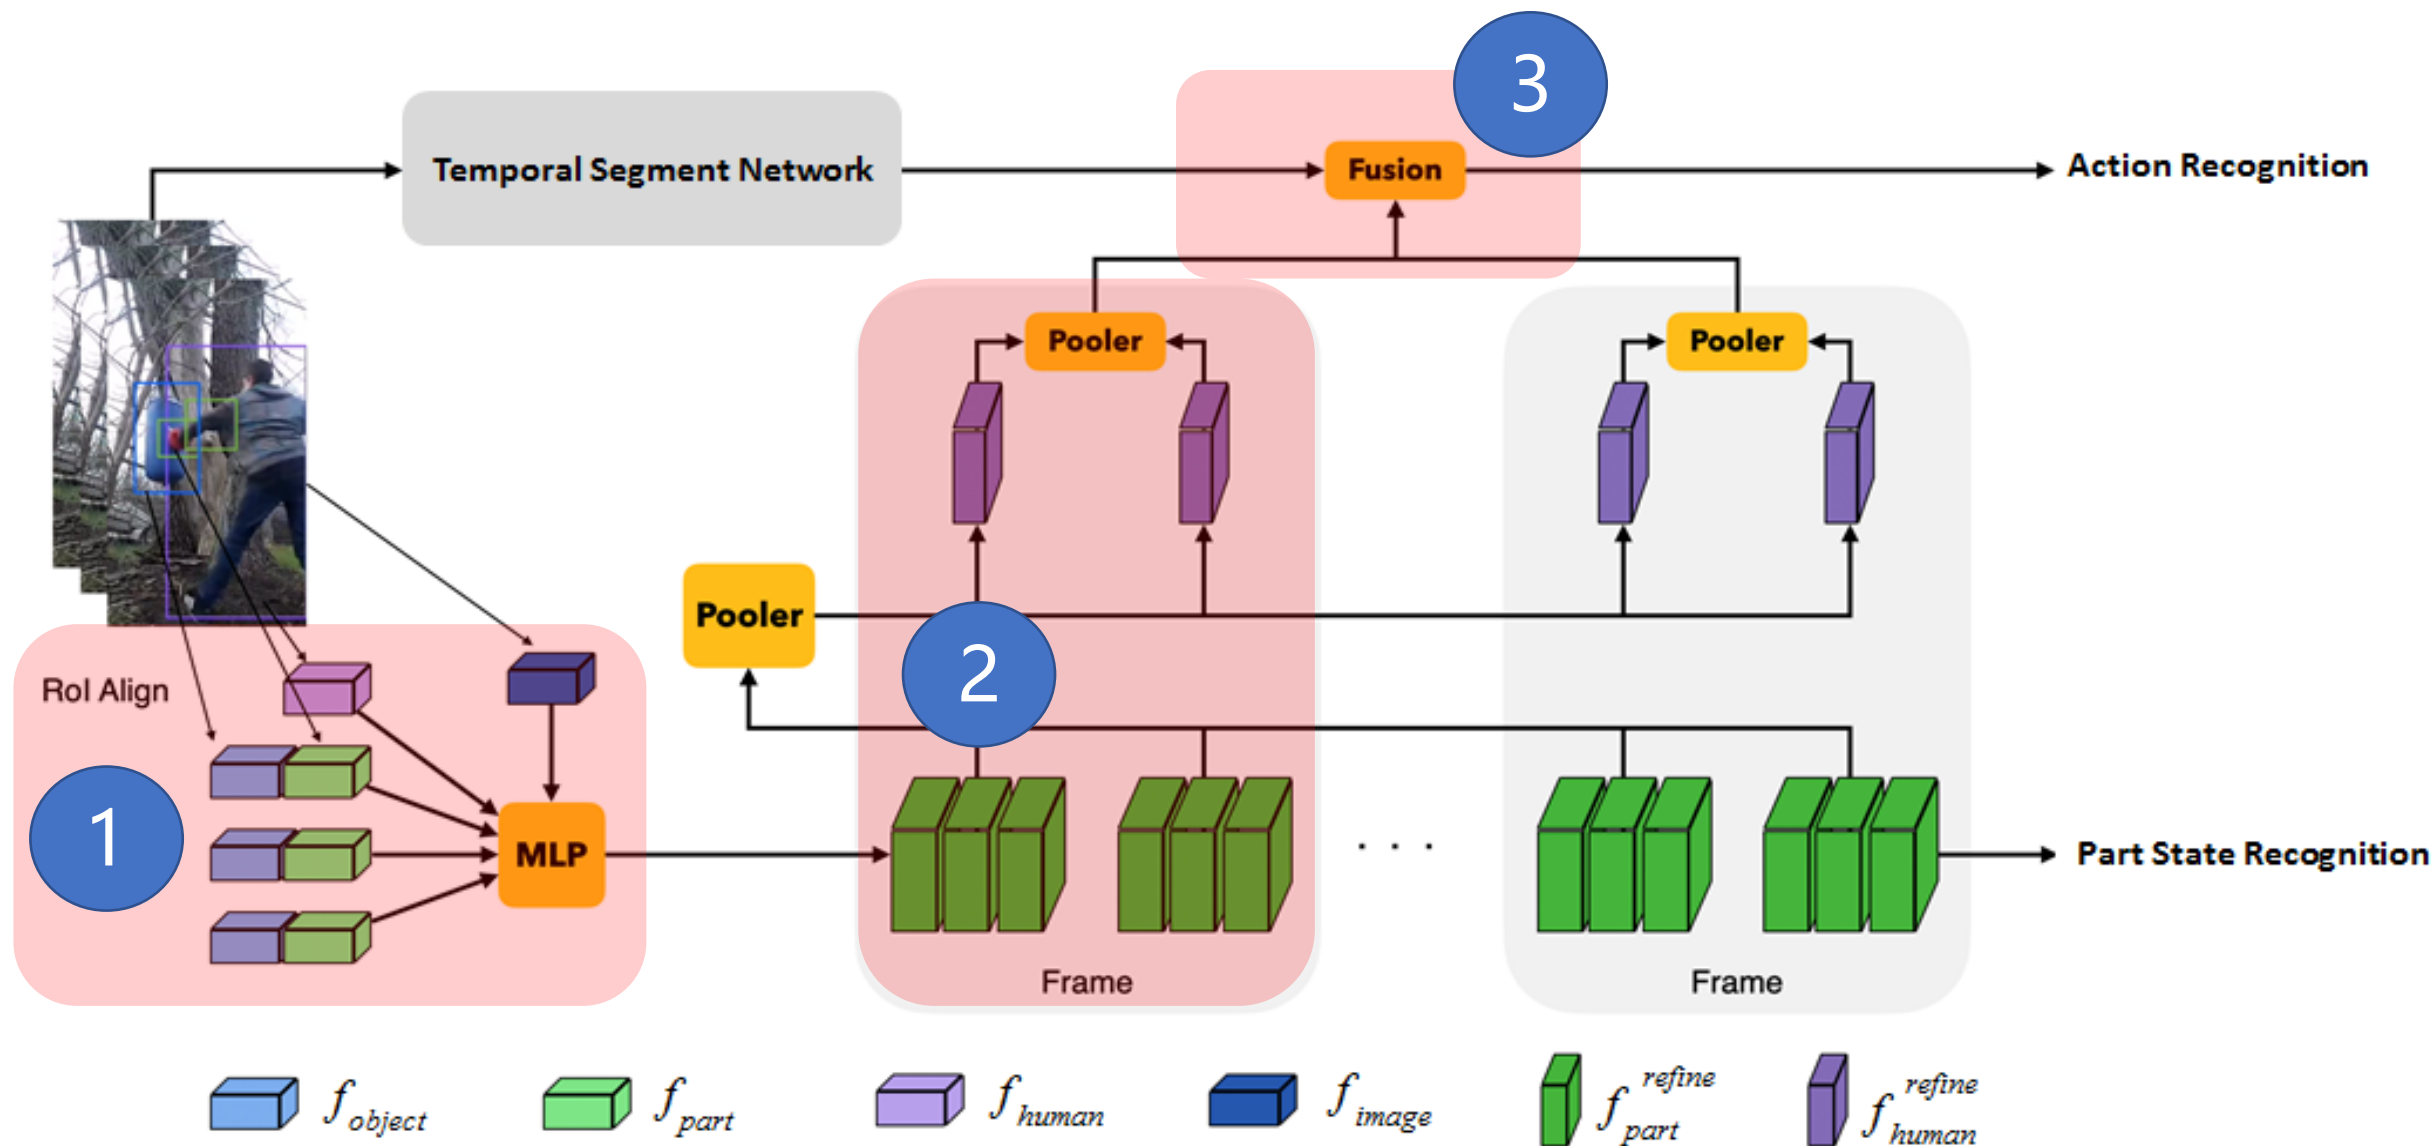 3
Temporal Segment Network
Fusion
Action Recognition
Pooler
Pooler
Pooler
RoI Align
2
1
MLP
. . .
Part State Recognition
Frame
Frame
f object
f part
f human
f image
f part refine
f human refine